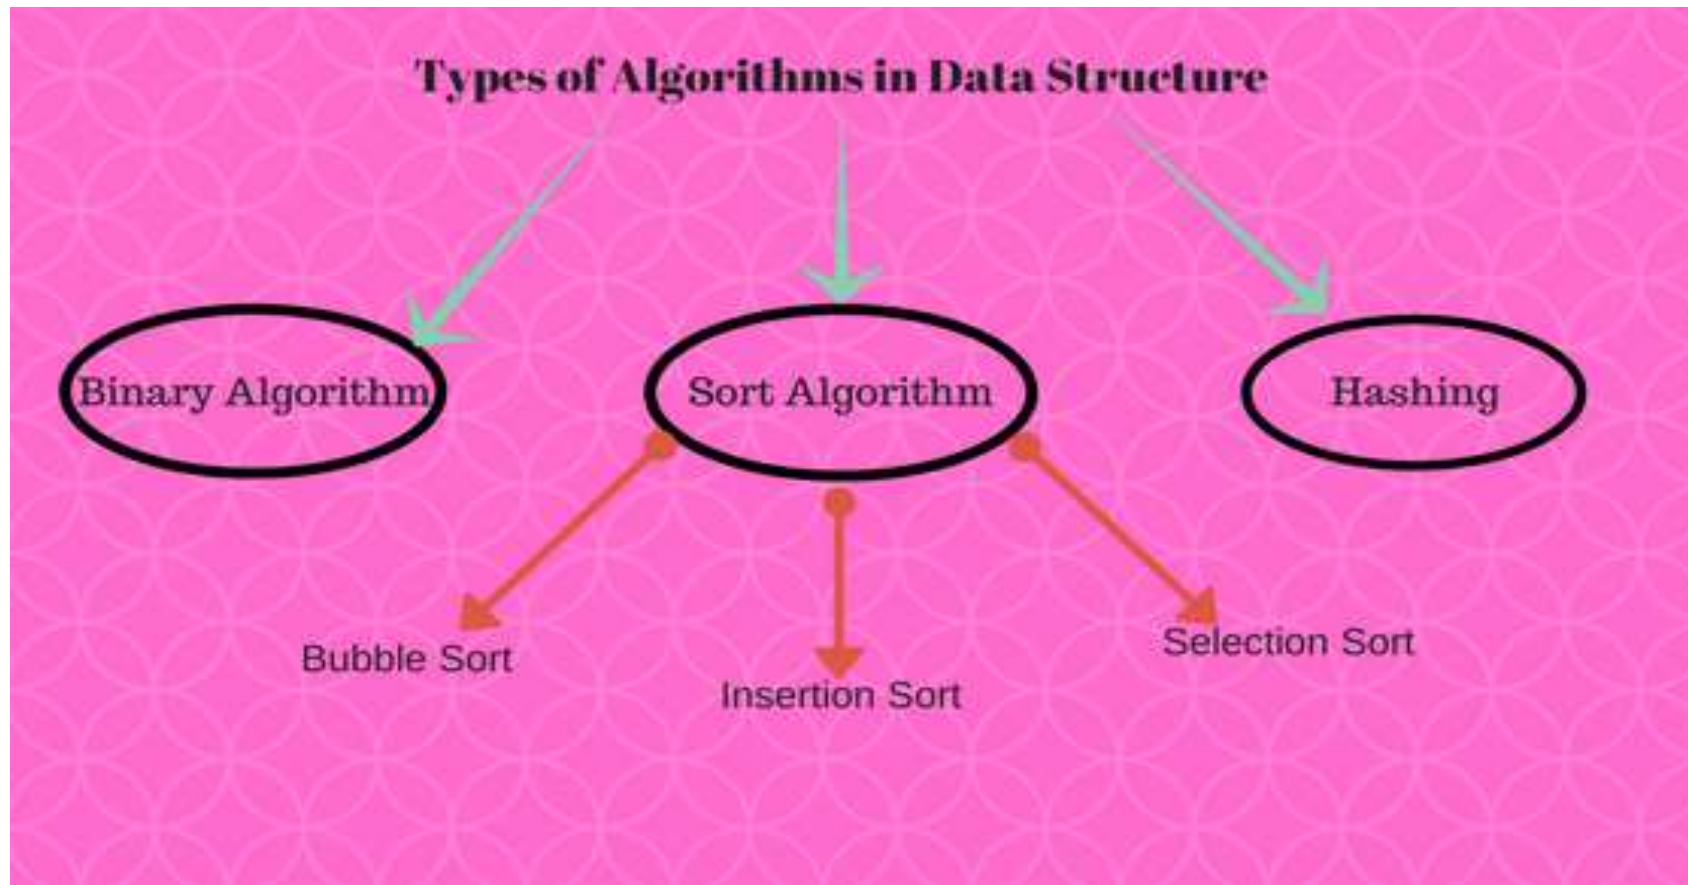 Types of Algorithms in Data Structure
Binary Algorithm
Sort Algorithm
Hashing
Bubble Sort
Insertion Sort
Selection Sort